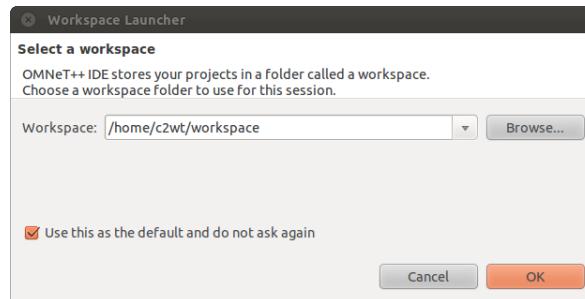 Workspace Launcher
Select a workspace
OMNeT++ IDE stores your projects in a folder called a workspace.
Choose a workspace folder to use for this session.
Workspace: /home/c2wt/workspace Browse...
Use this as the default and do not ask again
Cancel OK